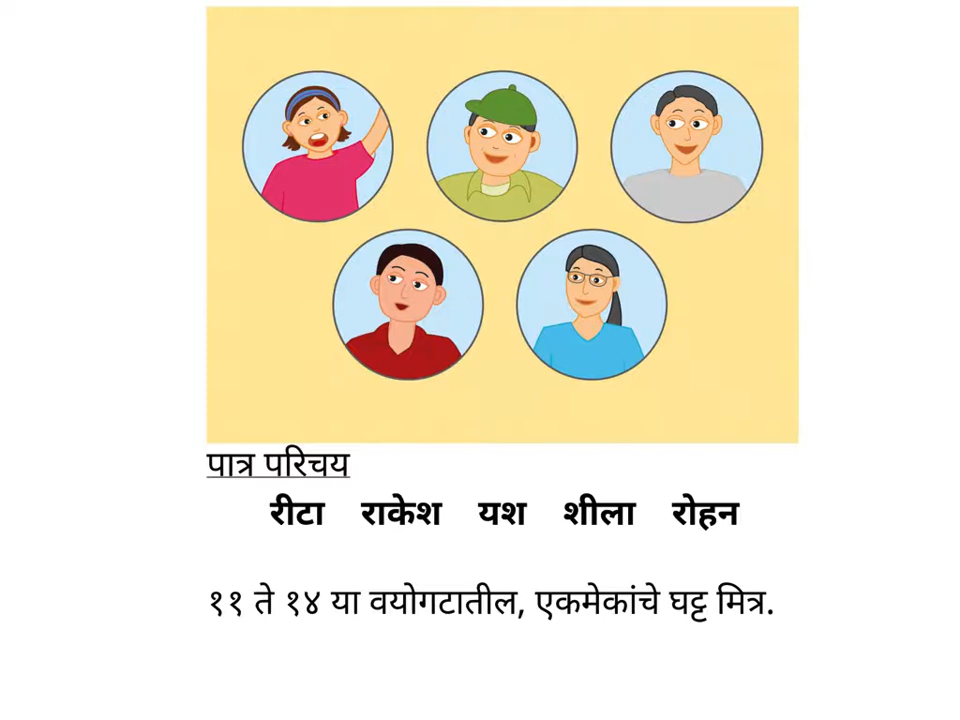 पात्र परिचय
रीटा राकेश यश शीला रोहन
११ ते १४ या वयोगटातील, एकमेकांचे घट्ट मित्र.